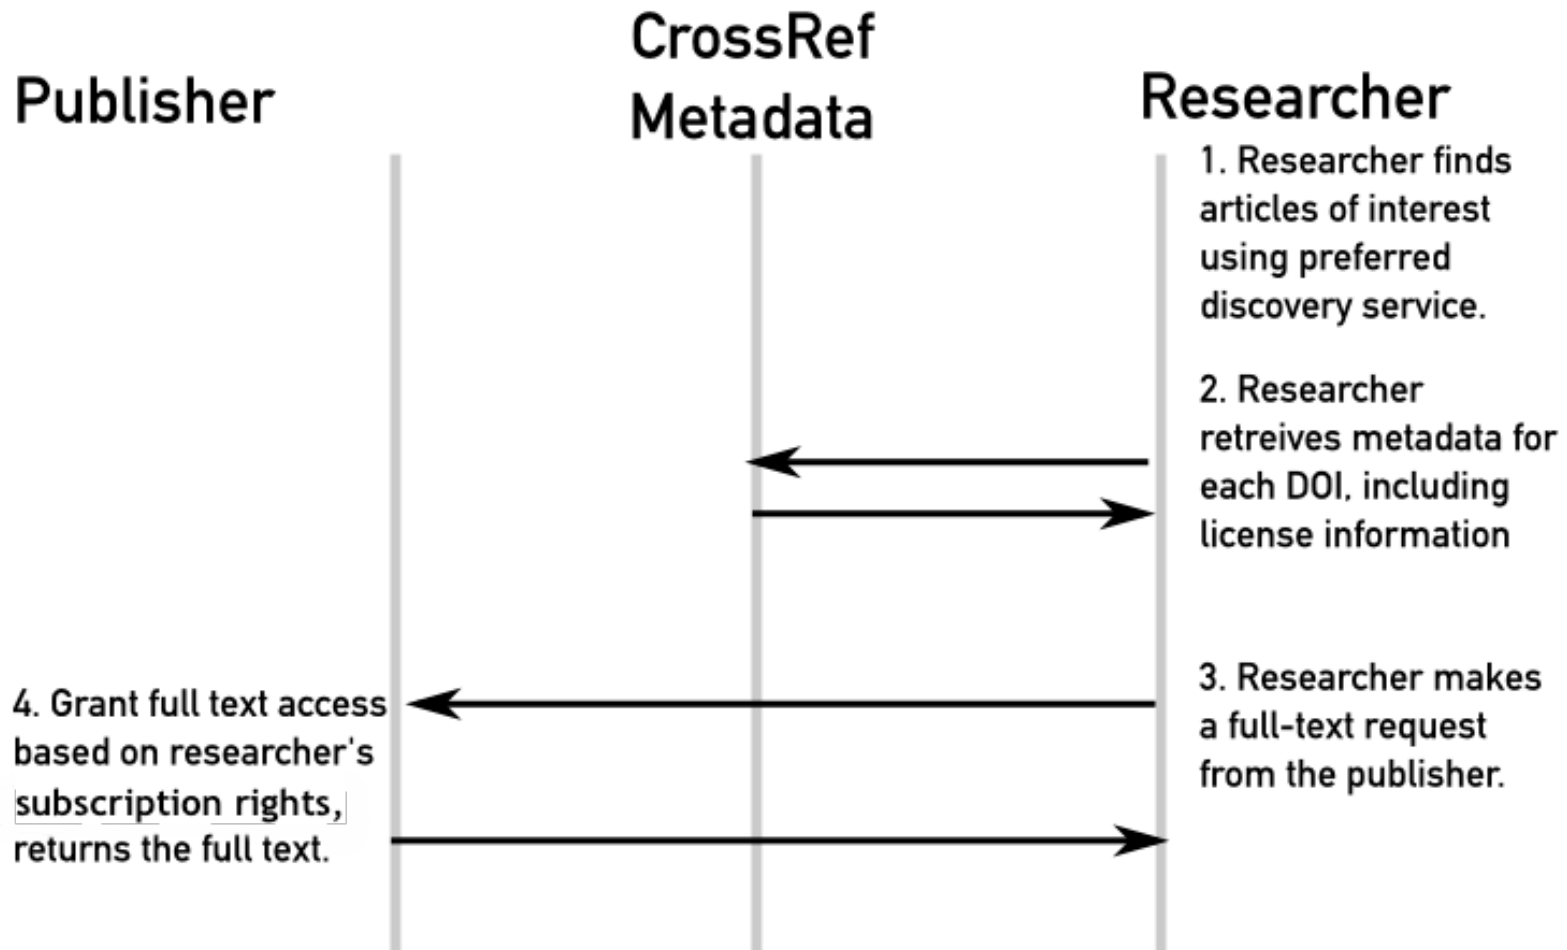 Publisher
CrossRef
Metadata
Researcher
1. Researcher finds
articles of interest
using preferred
discovery service.
2. Researcher
retreives metadata for
each DOI, including
license information
3. Researcher makes
a full-text request
from the publisher.
4. Grant full text access
based on researcher's
subscription rights,
returns the full text.